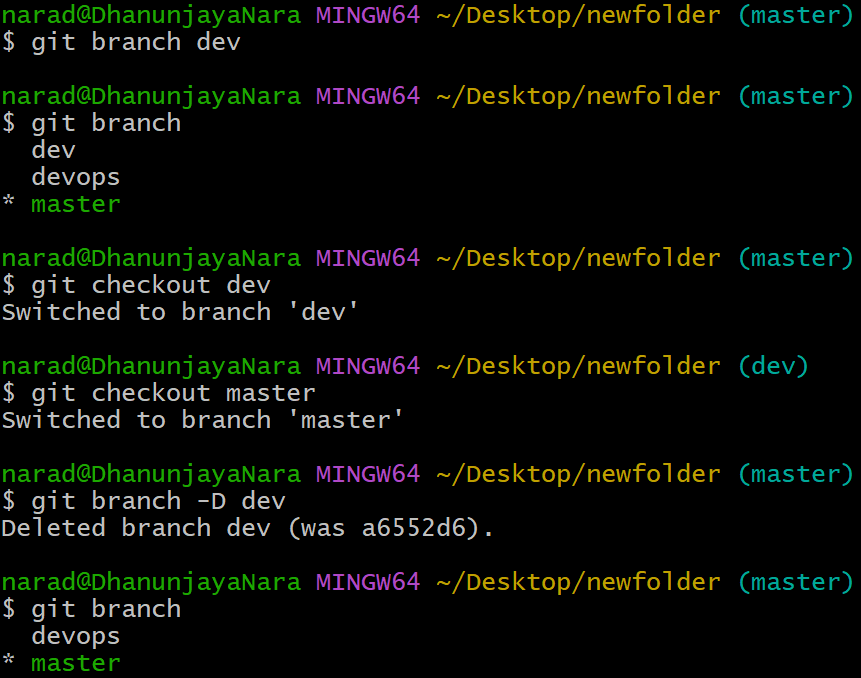 narad@DhanunjayaNara MINGW64 ~/Desktop/newfolder (master)
$ git branch dev
narad@DhanunjayaNara MINGW64 ~/Desktop/newfolder (master)
$ git branch
  dev
  devops
* master
narad@DhanunjayaNara MINGW64 ~/Desktop/newfolder (master)
$ git checkout dev
Switched to branch 'dev'
narad@DhanunjayaNara MINGW64 ~/Desktop/newfolder (dev)
$ git checkout master
Switched to branch 'master'
narad@DhanunjayaNara MINGW64 ~/Desktop/newfolder (master)
$ git branch -D dev
Deleted branch dev (was a6552d6).
narad@DhanunjayaNara MINGW64 ~/Desktop/newfolder (master)
$ git branch
  devops
* master